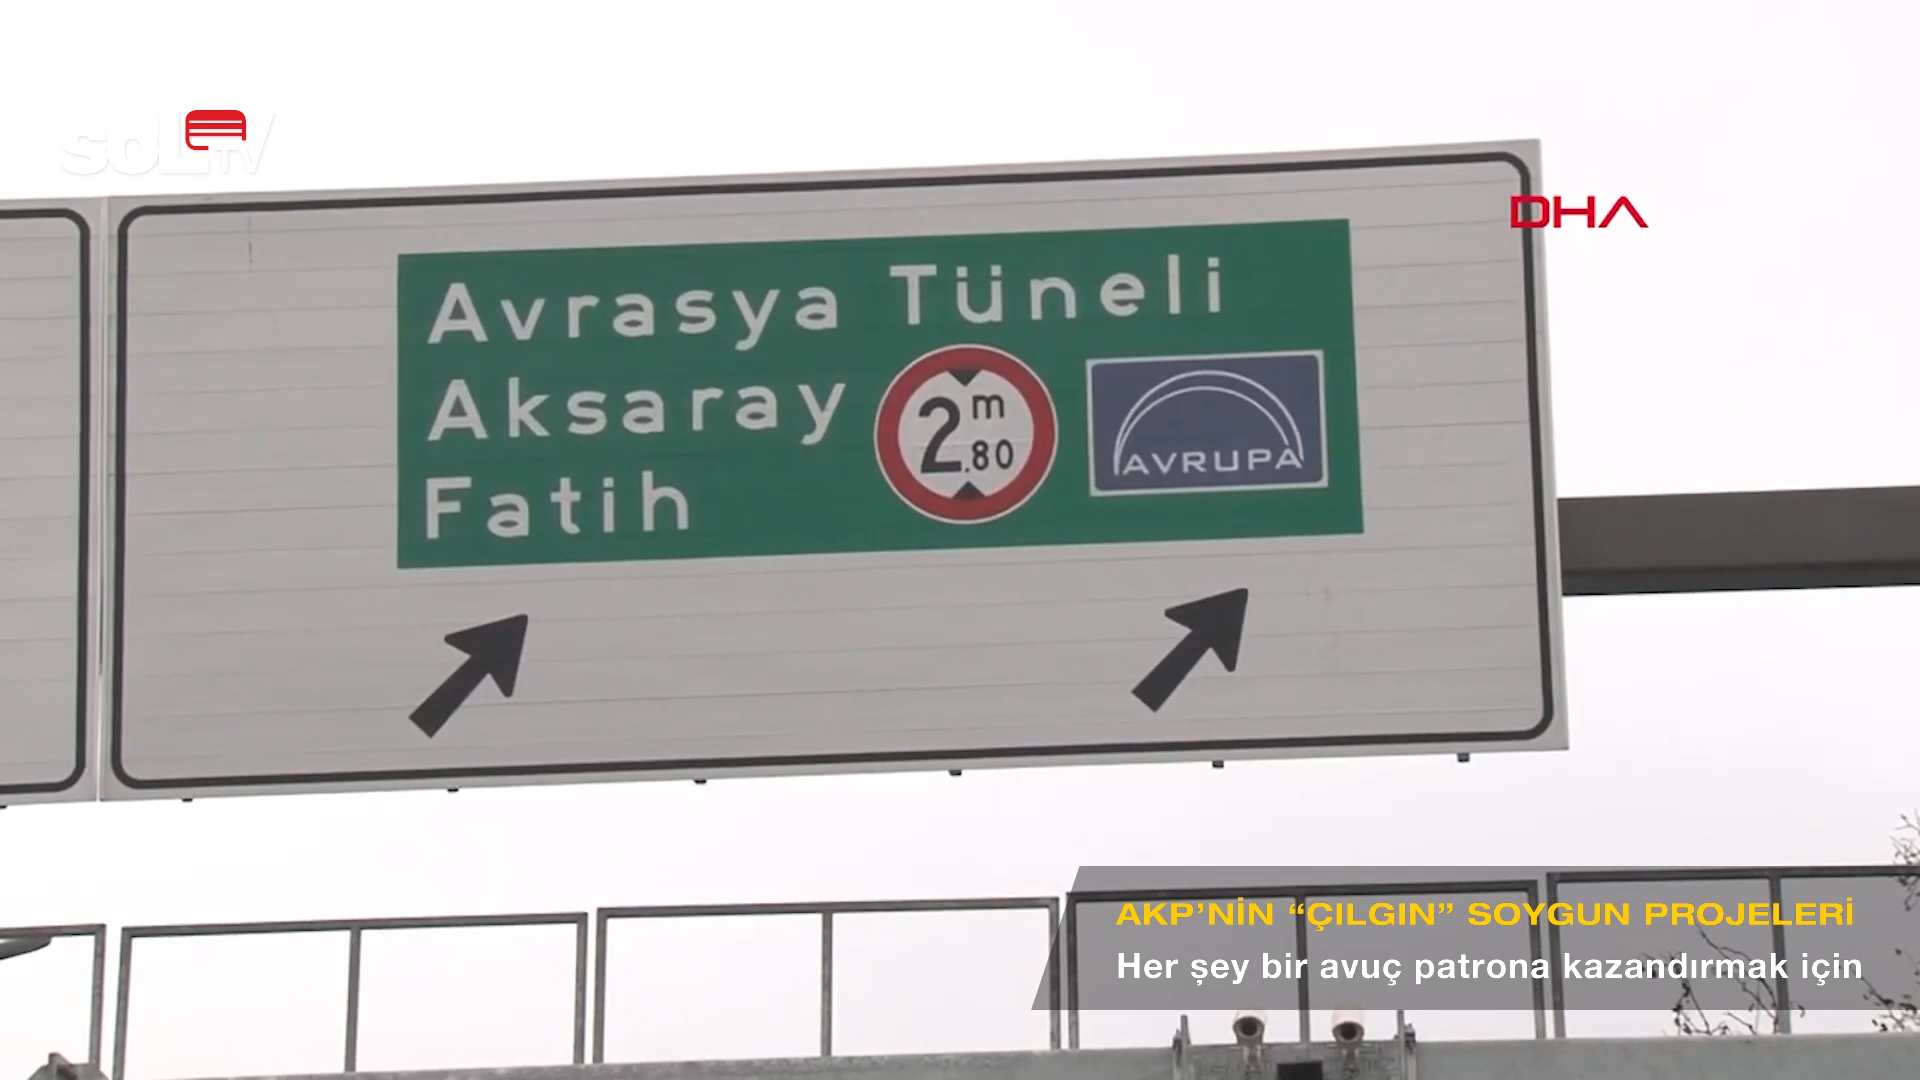 soL TV
DHA
Avrasya Tüneli
Aksaray
Fatih
2 m
.80
AVRUPA
AKP'NİN “ÇILGIN” SOYGUN PROJELERİ
Her şey bir avuç patrona kazandırmak için